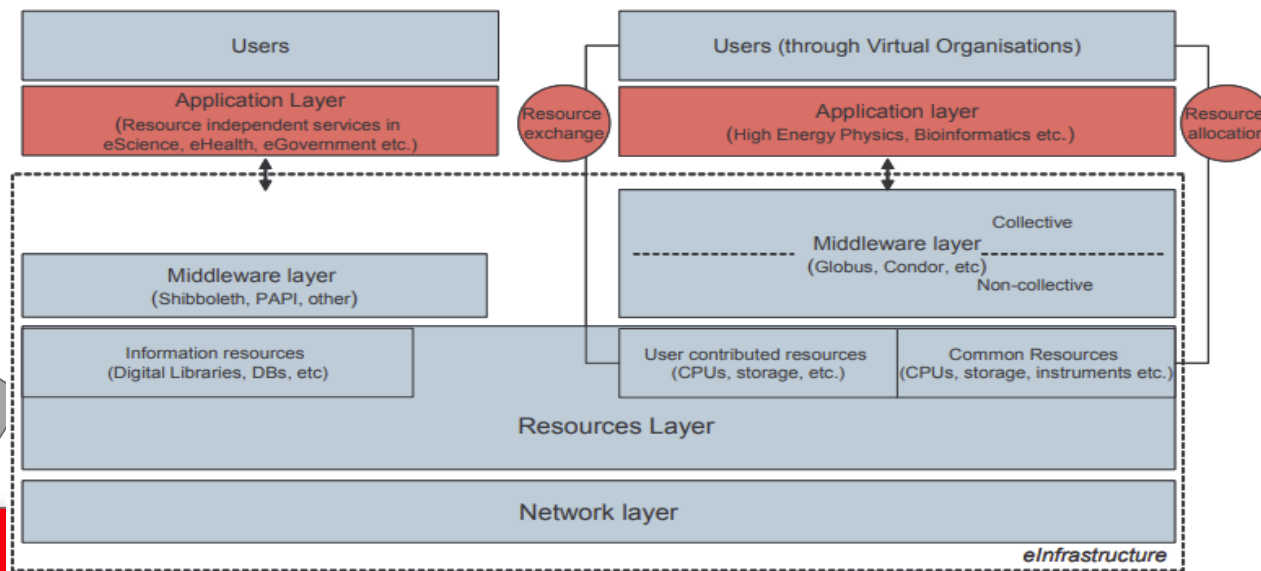 Users
Application Layer
(Resource independent services in
eScience, eHealth, eGovernment etc.)
Middleware layer
(Shibboleth, PAPI, other)
Information resources
(Digital Libraries, DBs, etc)
Users (through Virtual Organisations)
Resource
exchange
Application layer
(High Energy Physics, Bioinformatics etc.)
Resource
allocation
Collective
Middleware layer
(Globus, Condor, etc)
Non-collective
User contributed resources
(CPUs, storage, etc.)
Common Resources
(CPUs, storage, instruments etc.)
Resources Layer
Network layer
eInfrastructure